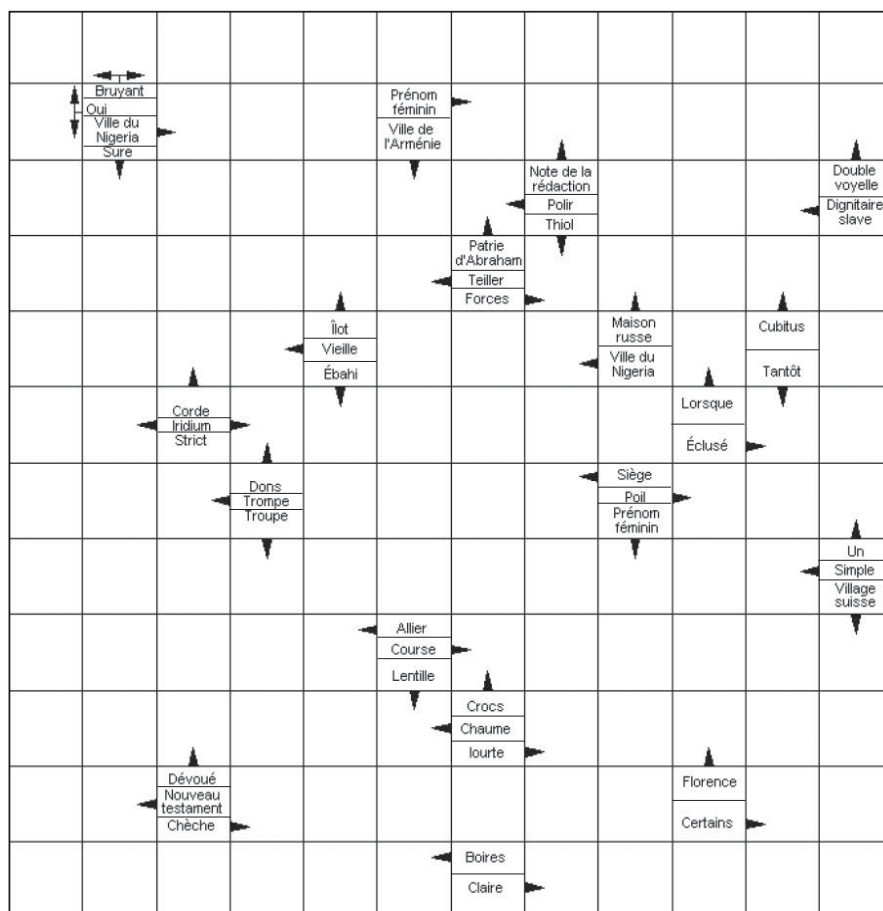 Bruyant
Oui
Ville du
Nigeria
Sure
Prénom
féminin
Ville de
l'Arménie
Note de la
rédaction
Polir
Thiol
Double
voyelle
Dignitaire
slave
Patrie
d'Abraham
Teiller
Forces
Îlot
Vieille
Ébahi
Maison
russe
Ville du
Nigeria
Cubitus
Tantôt
Corde
Iridium
Strict
Lorsque
Éclusé
Dons
Trompe
Troupe
Siège
Poil
Prénom
féminin
Un
Simple
Village
suisse
Allier
Course
Lentille
Crocs
Chaume
Iourte
Dévoué
Nouveau
testament
Chèche
Florence
Certains
Boires
Claire